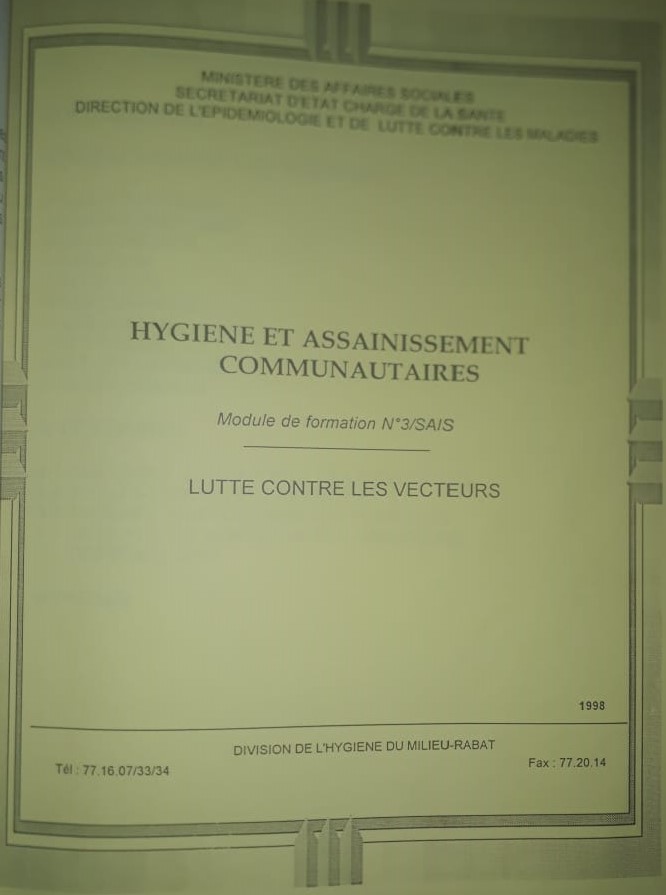 MINISTERE DES AFFAIRES SOCIALES
SECRETARIAT D'ETAT CHARGE DE LA SANTE
DIRECTION DE L'EPIDEMIOLOGIE ET DE LUTTE CONTRE LES MALADIES
HYGIENE ET ASSAINISSEMENT
COMMUNAUTAIRES
Module de formation N°3/SAIS
LUTTE CONTRE LES VECTEURS
1998
DIVISION DE L'HYGIENE DU MILIEU-RABAT
Tél : 77.16.07/33/34
Fax : 77.20.14